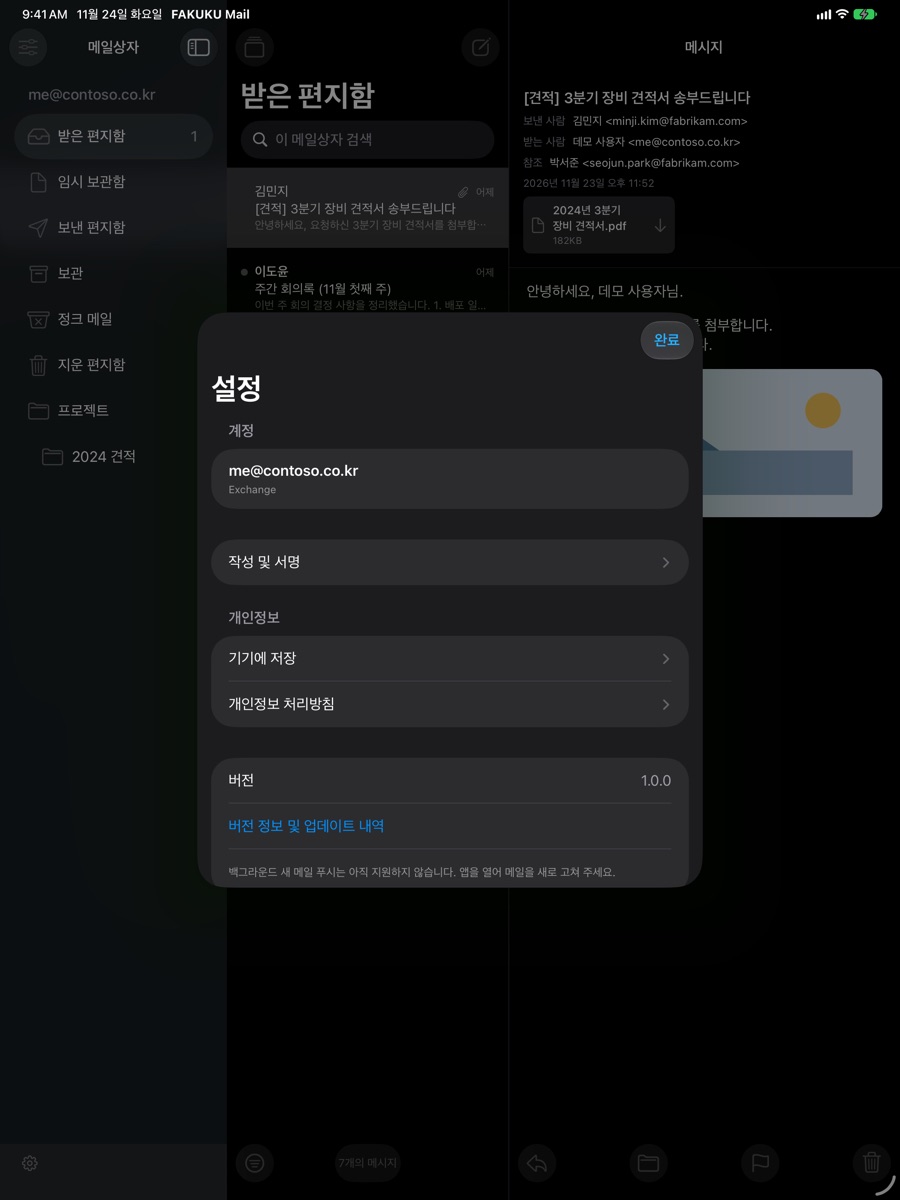 9:41 AM 11월 24일 화요일 FAKUKU Mail
메일상자
me@contoso.co.kr
받은 편지함 1
임시 보관함
보낸 편지함
보관
정크 메일
지운 편지함
프로젝트
2024 견적
받은 편지함
이 메일상자 검색
김민지 어제
[견적] 3분기 장비 견적서 송부드립니다
안녕하세요, 요청하신 3분기 장비 견적서를 첨부합…
이도윤 어제
주간 회의록 (11월 첫째 주)
이번 주 회의 결정 사항을 정리했습니다. 1. 배포 일…
7개의 메시지
메시지
[견적] 3분기 장비 견적서 송부드립니다
보낸 사람 김민지 <minji.kim@fabrikam.com>
받는 사람 데모 사용자 <me@contoso.co.kr>
참조 박서준 <seojun.park@fabrikam.com>
2026년 11월 23일 오후 11:52
2024년 3분기
장비 견적서.pdf
182KB
안녕하세요, 데모 사용자님.
첨부합니다.
완료
설정
계정
me@contoso.co.kr
Exchange
작성 및 서명
개인정보
기기에 저장
개인정보 처리방침
버전 1.0.0
버전 정보 및 업데이트 내역
백그라운드 새 메일 푸시는 아직 지원하지 않습니다. 앱을 열어 메일을 새로 고쳐 주세요.